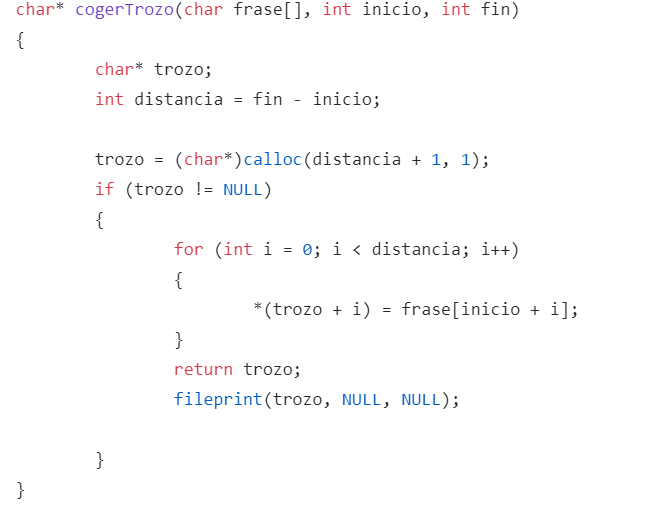 char* cogerTrozo(char frase[], int inicio, int fin)
{
char* trozo;
int distancia = fin - inicio;
trozo = (char*)calloc(distancia + 1, 1);
if (trozo != NULL)
{
for (int i = 0; i < distancia; i++)
{
*(trozo + i) = frase[inicio + i];
}
return trozo;
fileprint(trozo, NULL, NULL);
}
}